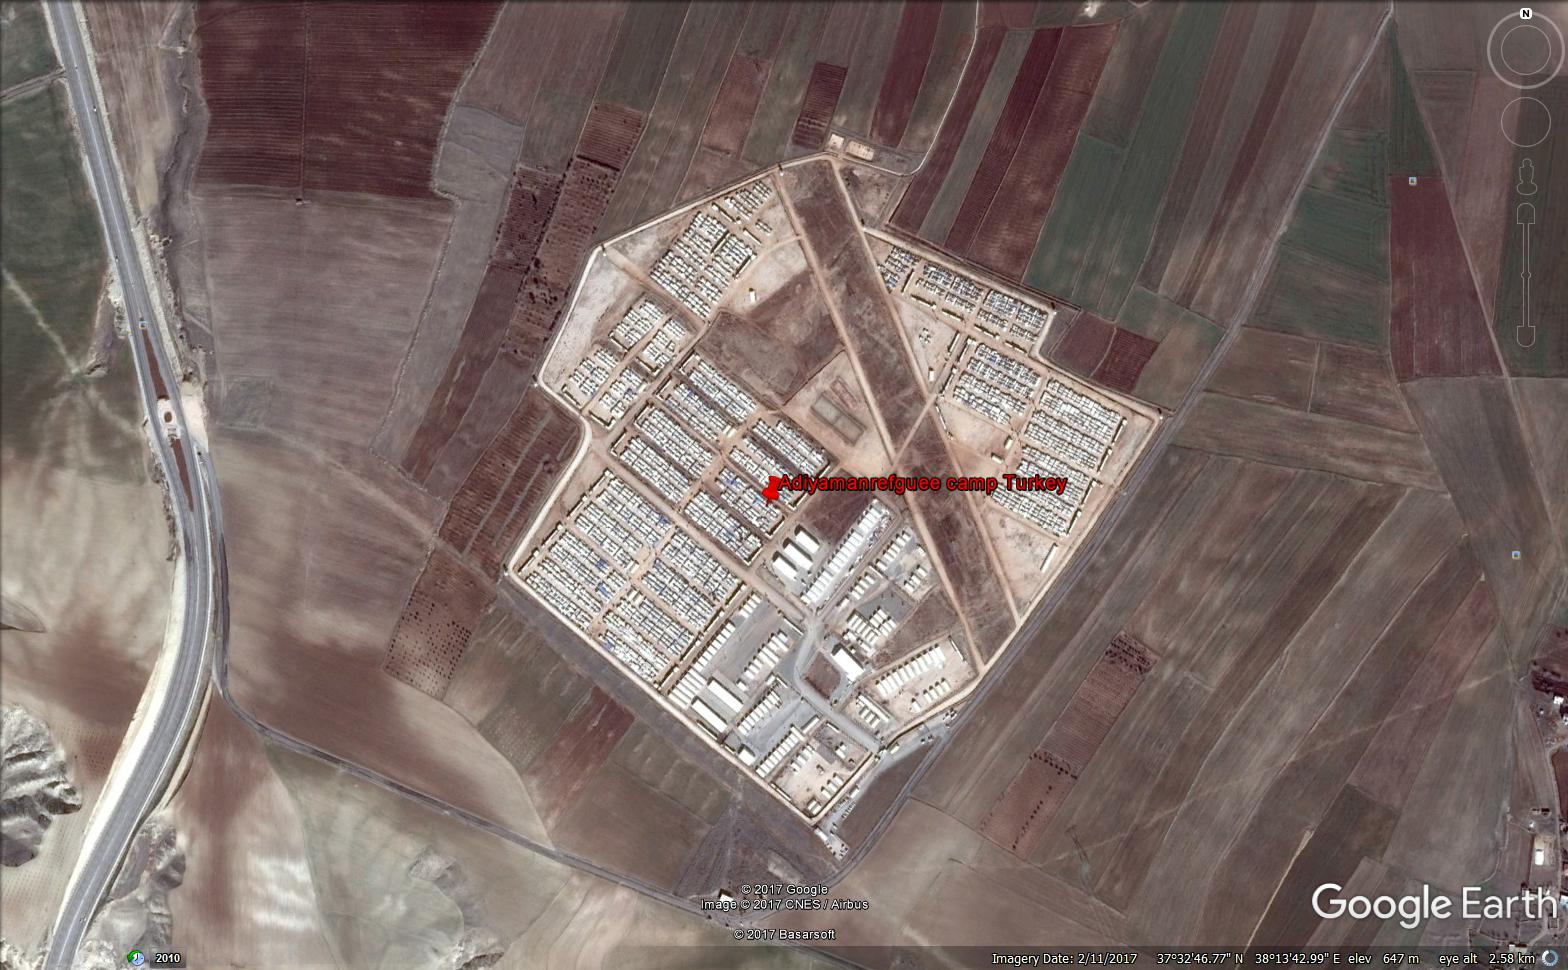 N
Adiyamanrefguee camp Turkey
© 2017 Google
Image © 2017 CNES / Airbus
© 2017 Basarsoft
Google Earth
2010
Imagery Date: 2/11/2017 37°32'46.77" N 38°13'42.99" E elev 647 m eye alt 2.58 km